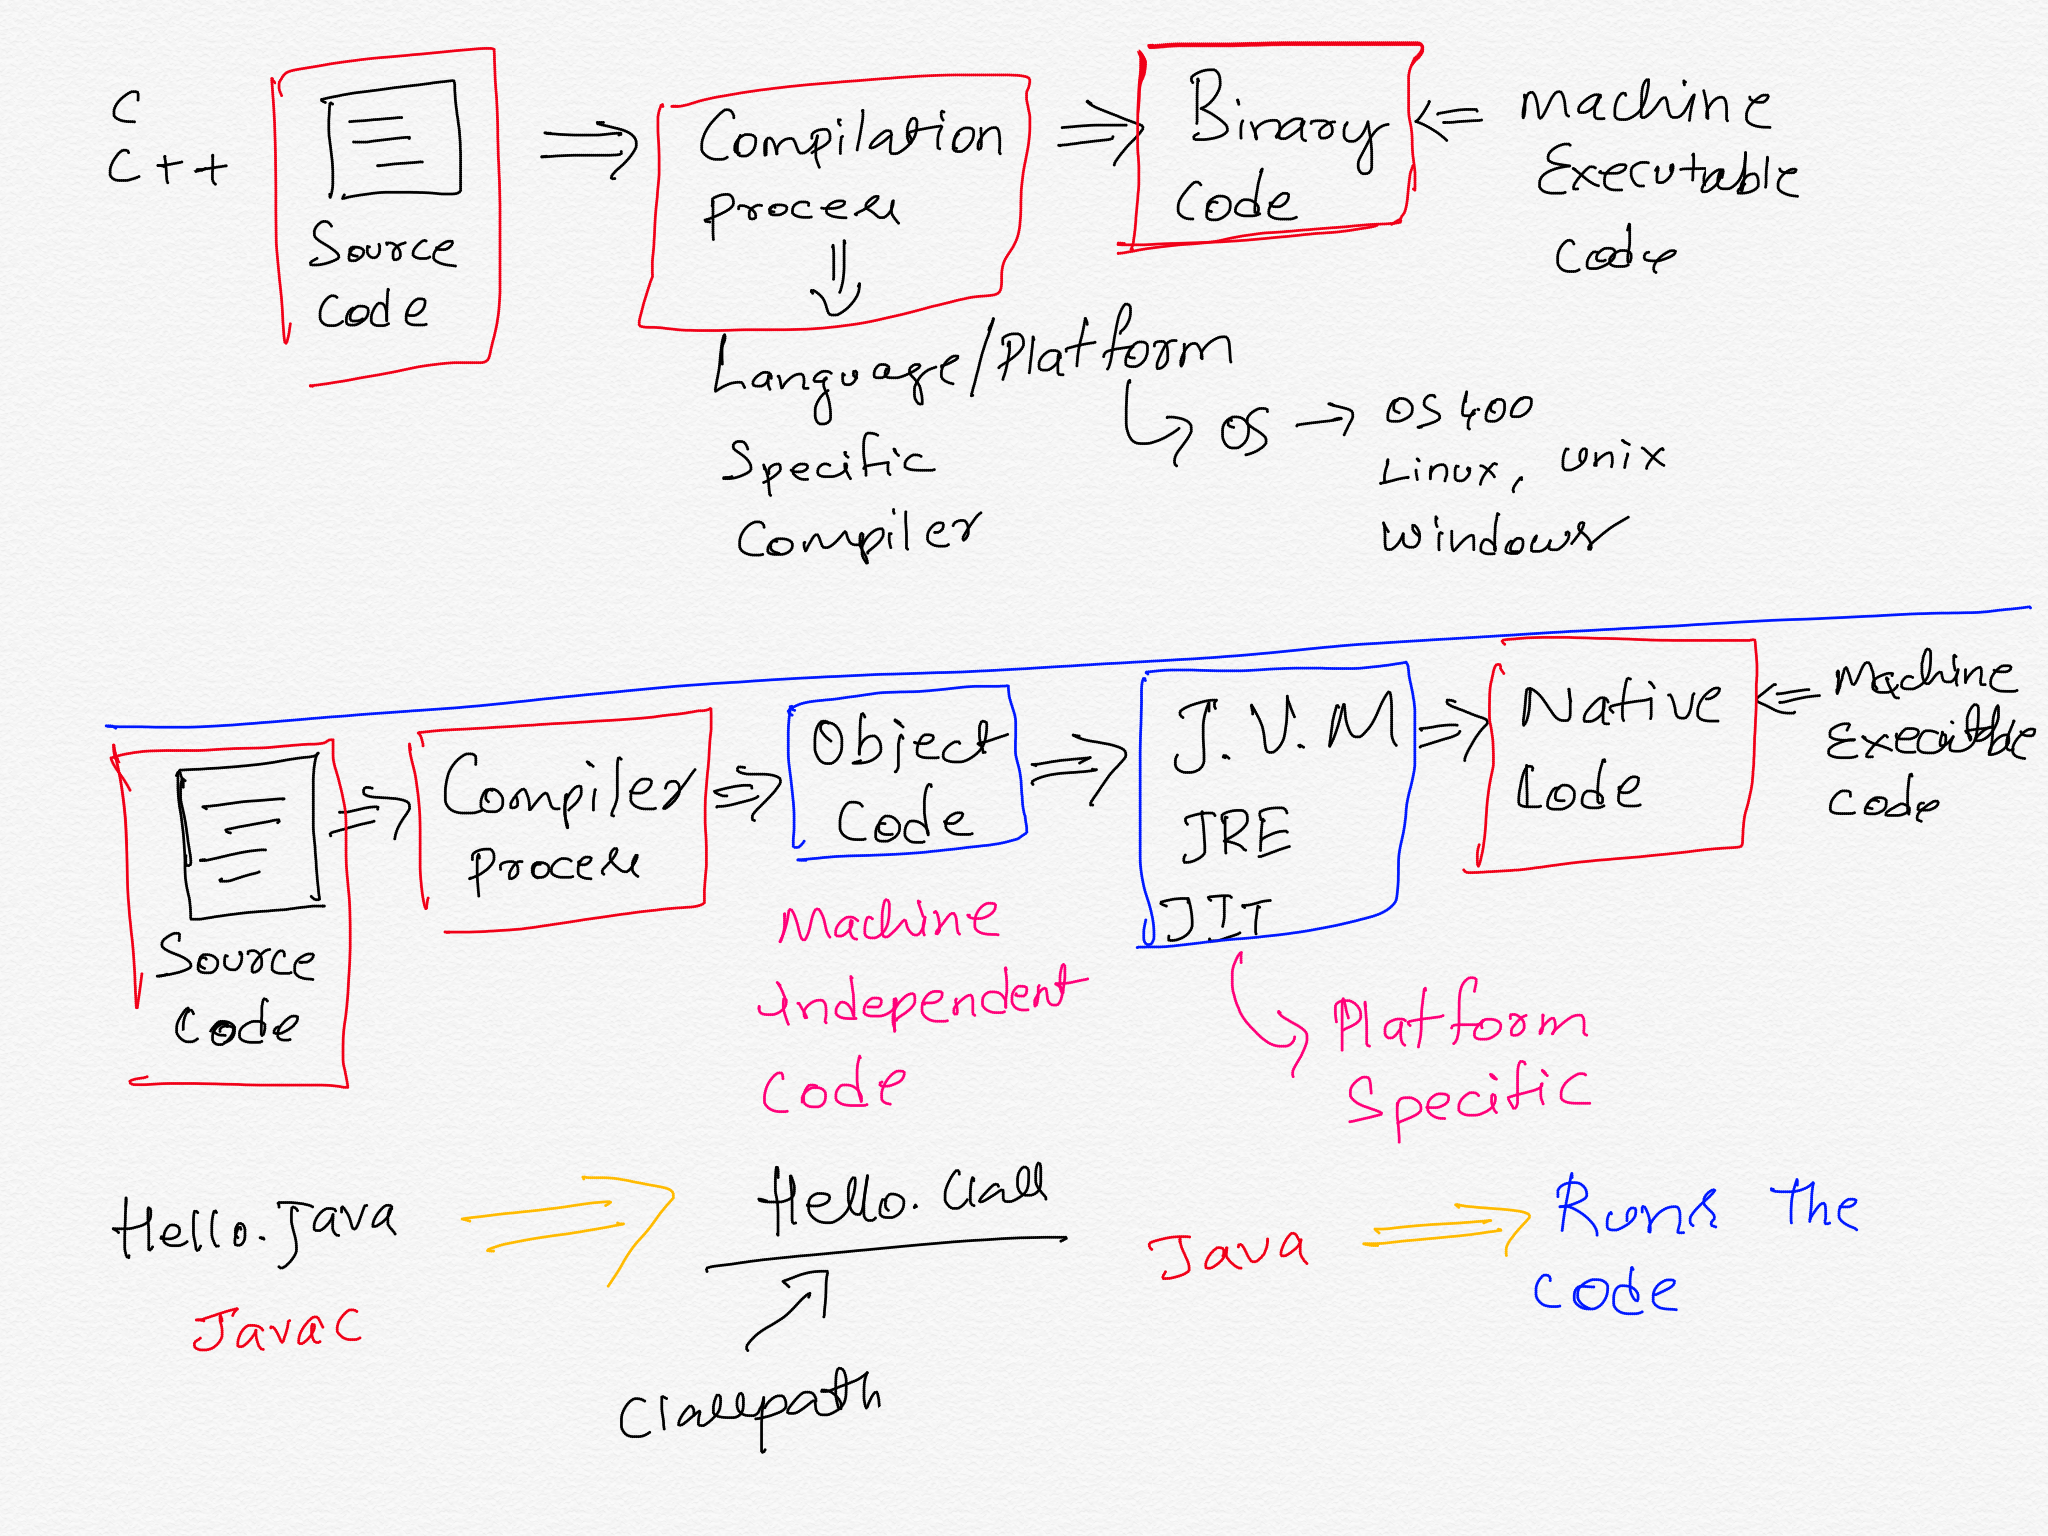 C
C++
Source
Code
Compilation
Process
Binary
Code
Machine
Executable
Code
Language/Platform
Specific
Compiler
OS
OS400
Linux, Unix
Windows
Source
Code
Compiler
Process
Object
Code
J.V.M
JRE
JIT
Native
Code
Machine
Executable
Code
Machine
Independent
Code
Platform
Specific
Hello.Java
Javac
Hello.Class
Classpath
Java
Runs The
Code